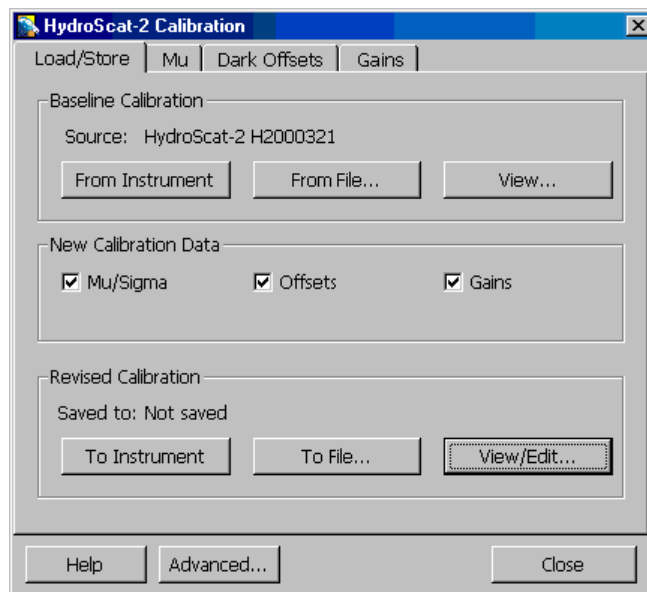 HydroScat-2 Calibration
Load/Store Mu Dark Offsets Gains
Baseline Calibration
Source: HydroScat-2 H2000321
From Instrument From File... View...
New Calibration Data
Mu/Sigma Offsets Gains
Revised Calibration
Saved to: Not saved
To Instrument To File... View/Edit...
Help Advanced... Close